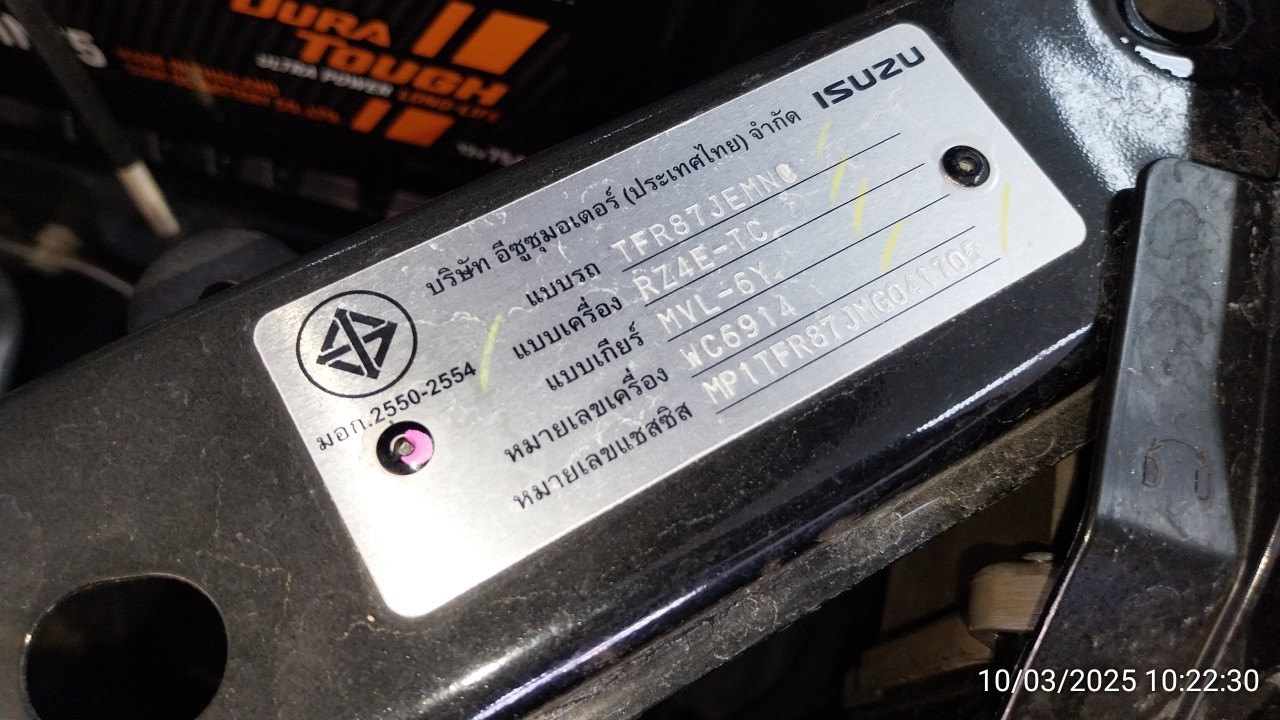 DURA
TOUGH
ULTRA POWER LONG-LIFE
ISUZU
บริษัท อีซูซุมอเตอร์ (ประเทศไทย) จำกัด
แบบรถ TFR87JEMN@
แบบเครื่อง RZ4E-TC
แบบเกียร์ MVL-6Y
หมายเลขเครื่อง WC6914
หมายเลขแชสซิส
มอก.2550-2554
10/03/2025 10:22:30